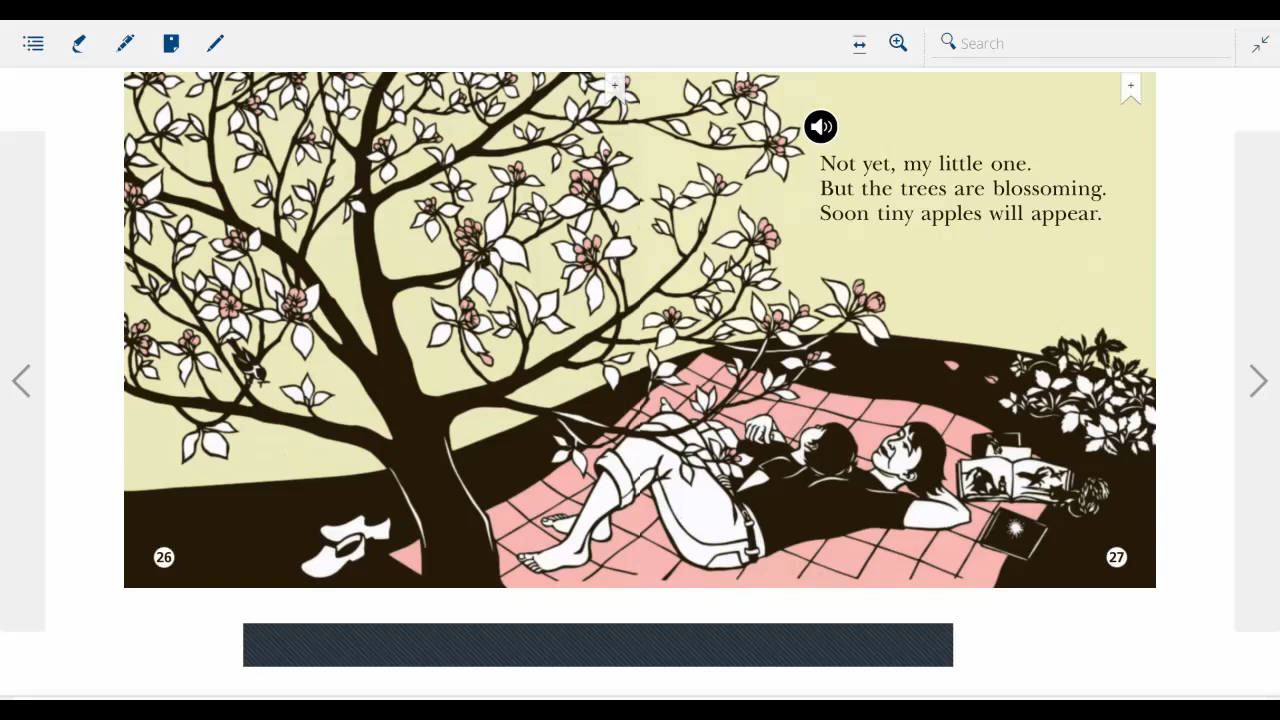 Search
Not yet, my little one.
But the trees are blossoming.
Soon tiny apples will appear.
26
27